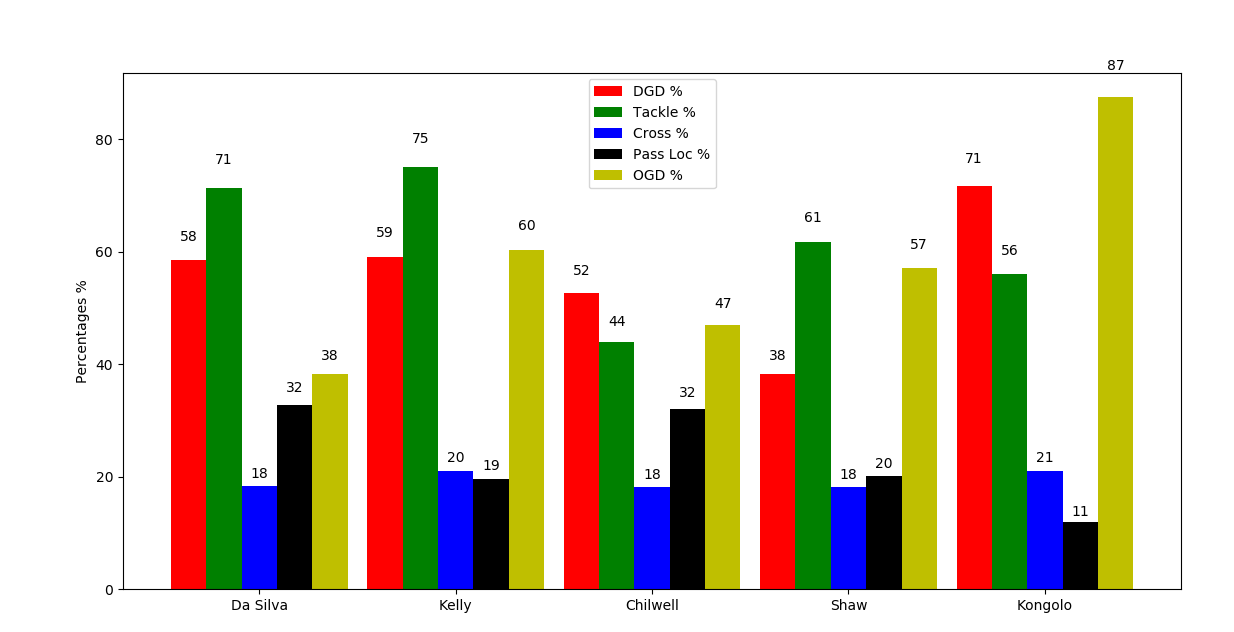 87
DGD %
Tackle %
Cross %
Pass Loc %
OGD %
Percentages %
80
60
40
20
0
58
71
18
32
38
59
75
20
19
60
52
44
18
32
47
38
61
18
20
57
71
56
21
11
Da Silva
Kelly
Chilwell
Shaw
Kongolo